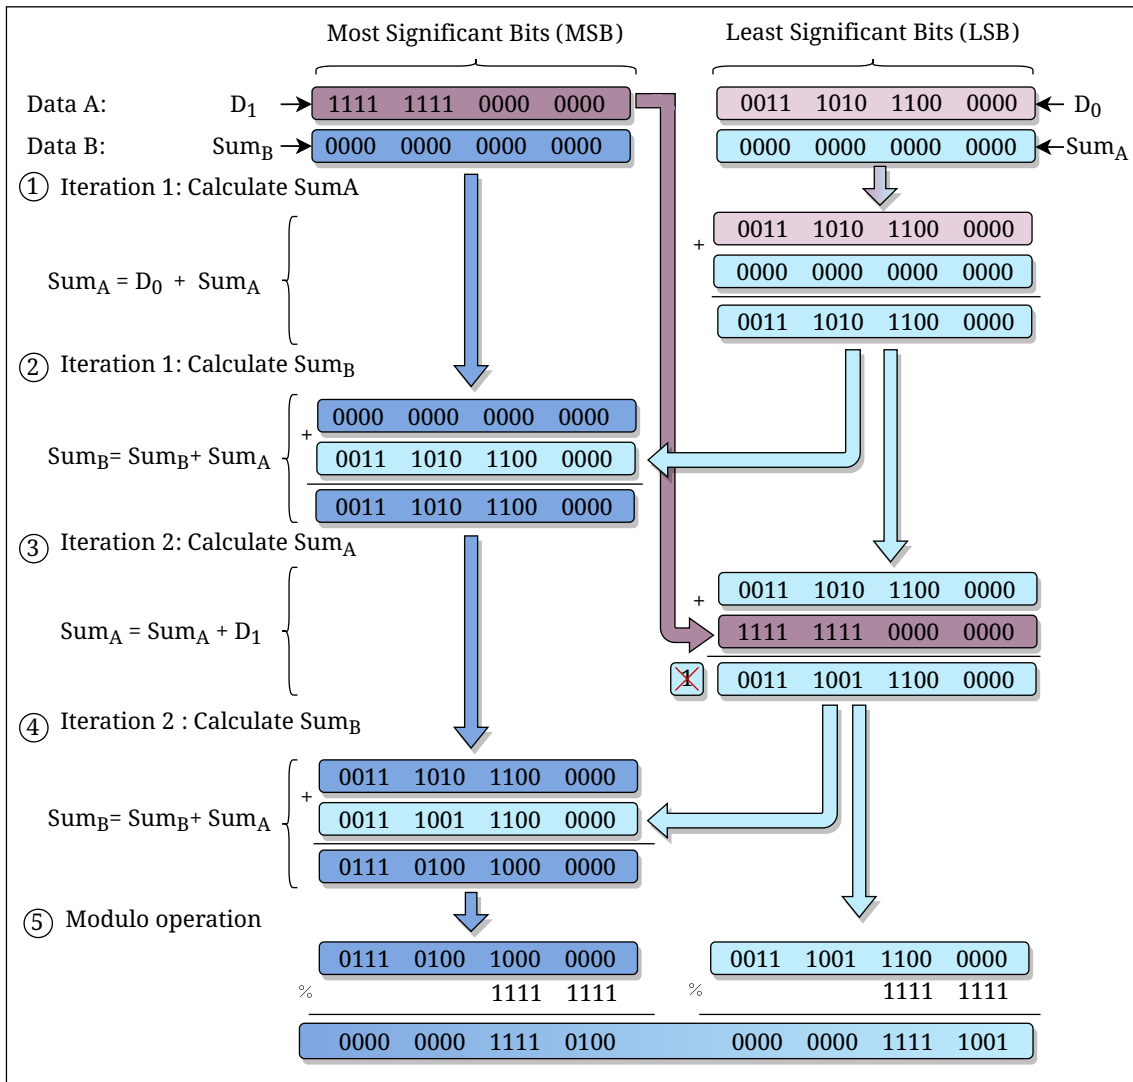 Most Significant Bits (MSB) Least Significant Bits (LSB)
Data A: D1 1111 1111 0000 0000 0011 1010 1100 0000 D0
Data B: SumB 0000 0000 0000 0000 0000 0000 0000 0000 SumA
1 Iteration 1: Calculate SumA
0011 1010 1100 0000
+
SumA = D0 + SumA 0000 0000 0000 0000
0011 1010 1100 0000
2 Iteration 1: Calculate SumB
0000 0000 0000 0000
+
SumB= SumB+ SumA 0011 1010 1100 0000
0011 1010 1100 0000
3 Iteration 2: Calculate SumA
0011 1010 1100 0000
+
SumA = SumA + D1 1111 1111 0000 0000
1 0011 1001 1100 0000
4 Iteration 2 : Calculate SumB
0011 1010 1100 0000
+
SumB= SumB+ SumA 0011 1001 1100 0000
0111 0100 1000 0000
5 Modulo operation
0111 0100 1000 0000 0011 1001 1100 0000
% 1111 1111 % 1111 1111
0000 0000 1111 0100 0000 0000 1111 1001